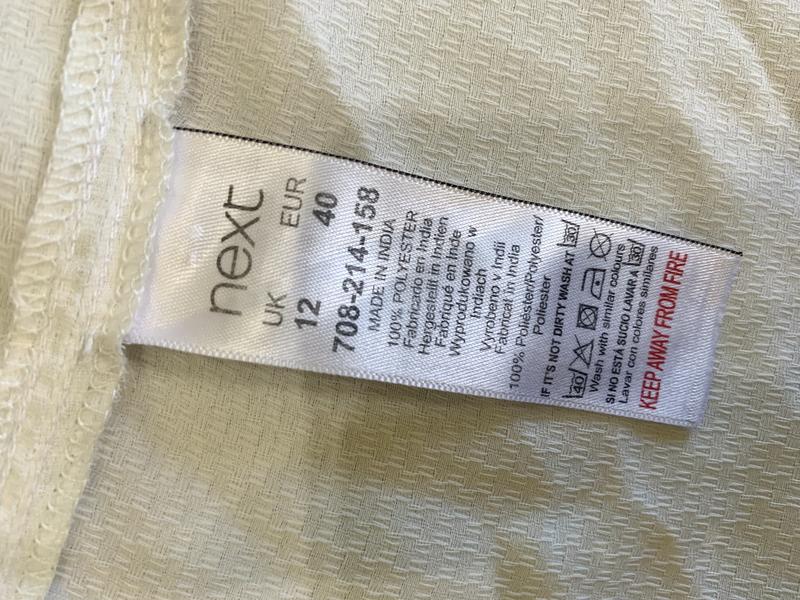 next
UK EUR
12 40
708-214-158
MADE IN INDIA
100% POLYESTER
Fabricado en India
Hergestellt in Indien
Fabriqué en Inde
Wyprodukowano w
Indiach
Vyrobeno v Indii
Fabricat în India
100% Poliéster/Polyester/
Poliester
IF IT'S NOT DIRTY WASH AT 30
40
Wash with similar colours
SI NO ESTÁ SUCIO LAVAR A 30
Lavar con colores similares
KEEP AWAY FROM FIRE